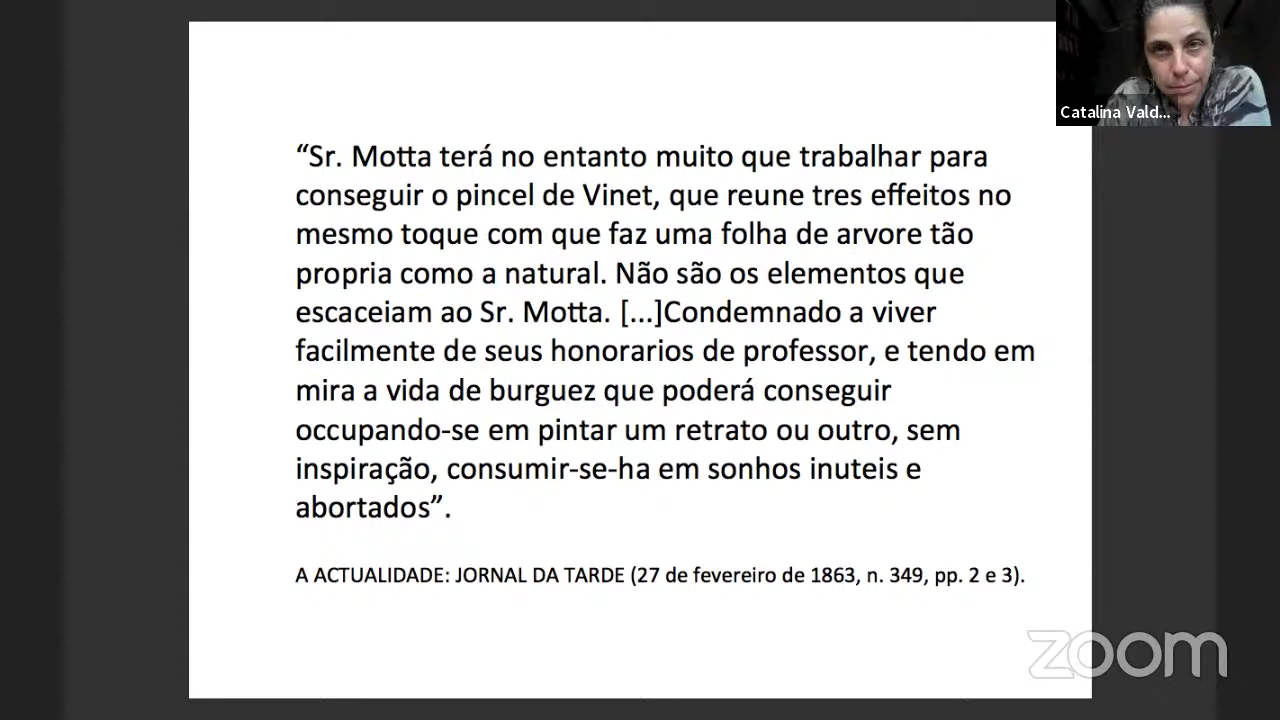 “Sr. Motta terá no entanto muito que trabalhar para
conseguir o pincel de Vinet, que reune tres effeitos no
mesmo toque com que faz uma folha de arvore tão
propria como a natural. Não são os elementos que
escaceiam ao Sr. Motta. [...]Condemnado a viver
facilmente de seus honorarios de professor, e tendo em
mira a vida de burguez que poderá conseguir
occupando-se em pintar um retrato ou outro, sem
inspiração, consumir-se-ha em sonhos inuteis e
abortados”.
A ACTUALIDADE: JORNAL DA TARDE (27 de fevereiro de 1863, n. 349, pp. 2 e 3).
Catalina Vald...
zoom